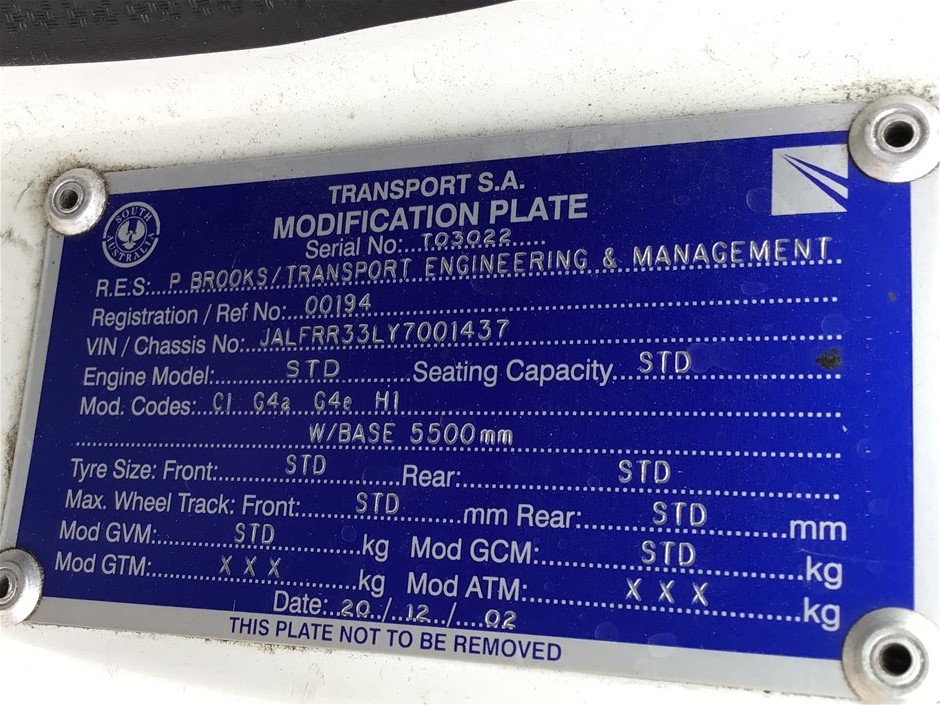 TRANSPORT S.A.
MODIFICATION PLATE
SOUTH AUSTRALIA
Serial No: T03022
R.E.S: P BROOKS/TRANSPORT ENGINEERING & MANAGEMENT
Registration / Ref No: 00194
VIN / Chassis No: JALFRR33LY7001437
Engine Model: STD Seating Capacity STD
Mod. Codes: C1 G4a G4e H1
W/BASE 5500mm
Tyre Size: Front: STD Rear: STD
Max. Wheel Track: Front: STD mm Rear: STD mm
Mod GVM: STD kg Mod GCM: STD kg
Mod GTM: X X X kg Mod ATM: X X X kg
Date: 20 / 12 / 02
THIS PLATE NOT TO BE REMOVED